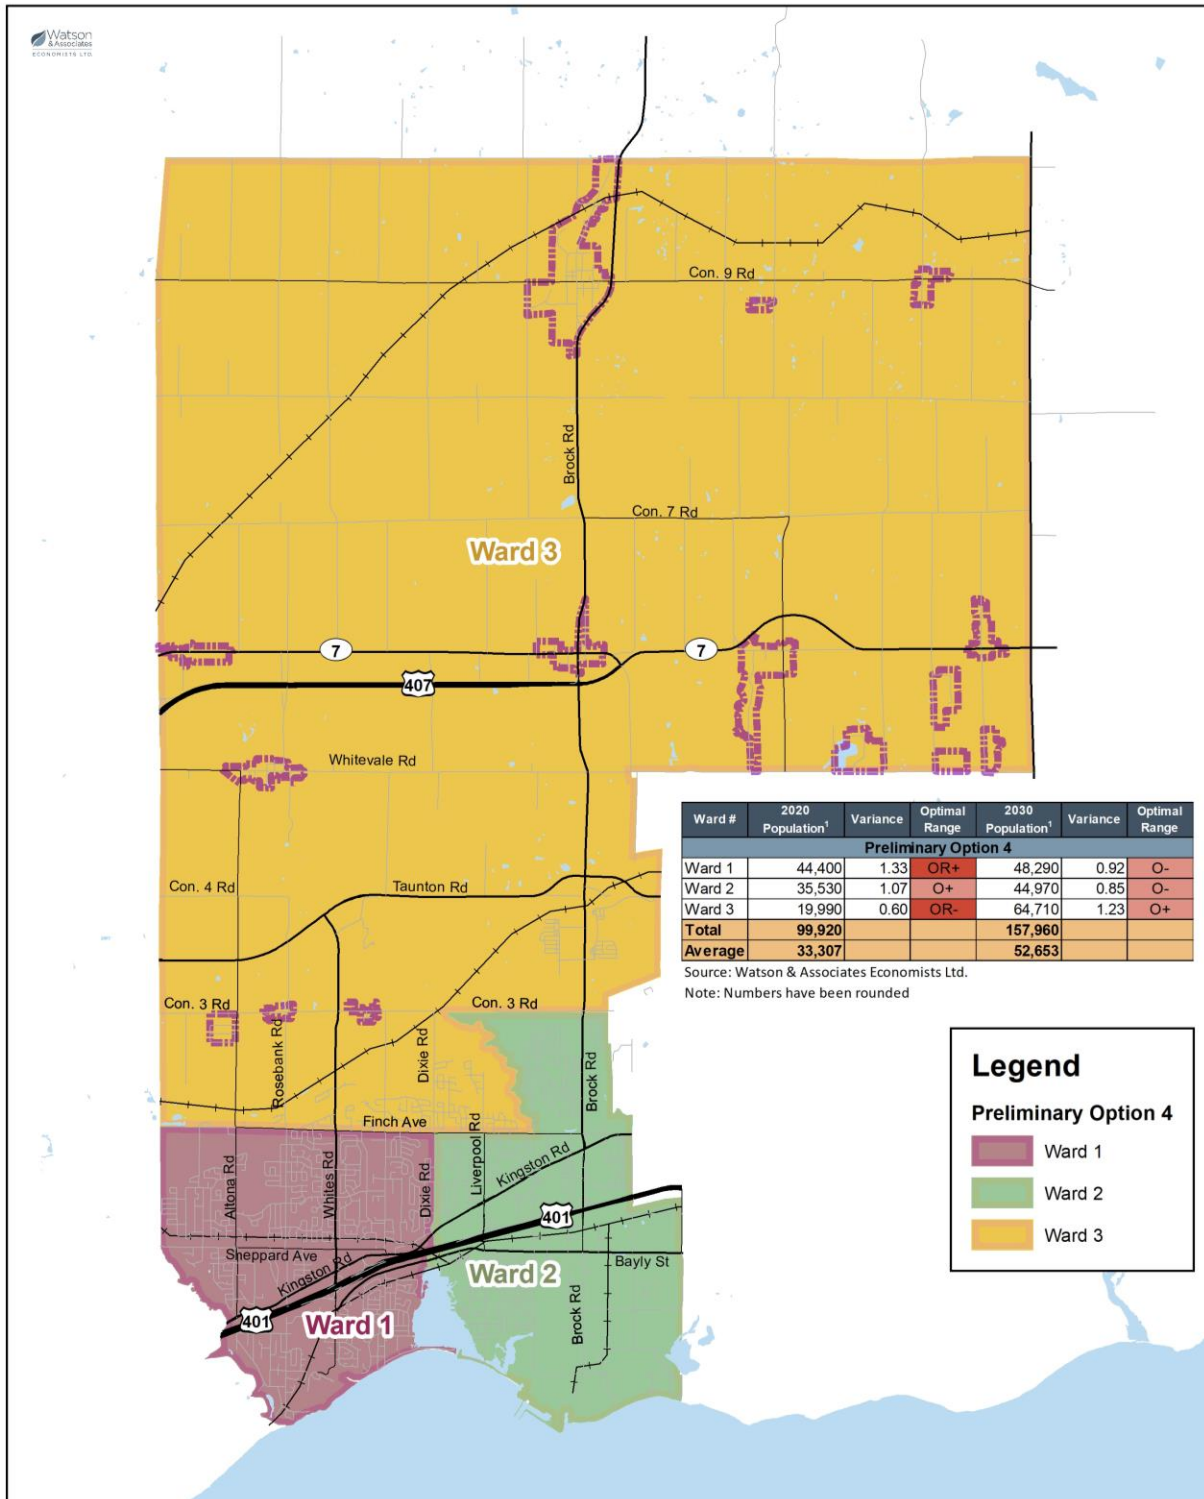 Watson
& Associates
ECONOMISTS LTD.
Con. 9 Rd
Brock Rd
Con. 7 Rd
Ward 3
7
7
407
Whitevale Rd
Ward # 2020 Population¹ Variance Optimal Range 2030 Population¹ Variance Optimal Range
Preliminary Option 4
Ward 1 44,400 1.33 OR+ 48,290 0.92 O-
Ward 2 35,530 1.07 O+ 44,970 0.85 O-
Ward 3 19,990 0.60 OR- 64,710 1.23 O+
Total 99,920 157,960
Average 33,307 52,653
Source: Watson & Associates Economists Ltd.
Note: Numbers have been rounded
Con. 4 Rd
Taunton Rd
Con. 3 Rd
Con. 3 Rd
Rosebank Rd
Dixie Rd
Brock Rd
Finch Ave
Altona Rd
Whites Rd
Dixie Rd
Liverpool Rd
Kingston Rd
401
Sheppard Ave
Bayly St
Kingston Rd
Ward 2
401
Ward 1
Brock Rd
Legend
Preliminary Option 4
Ward 1
Ward 2
Ward 3